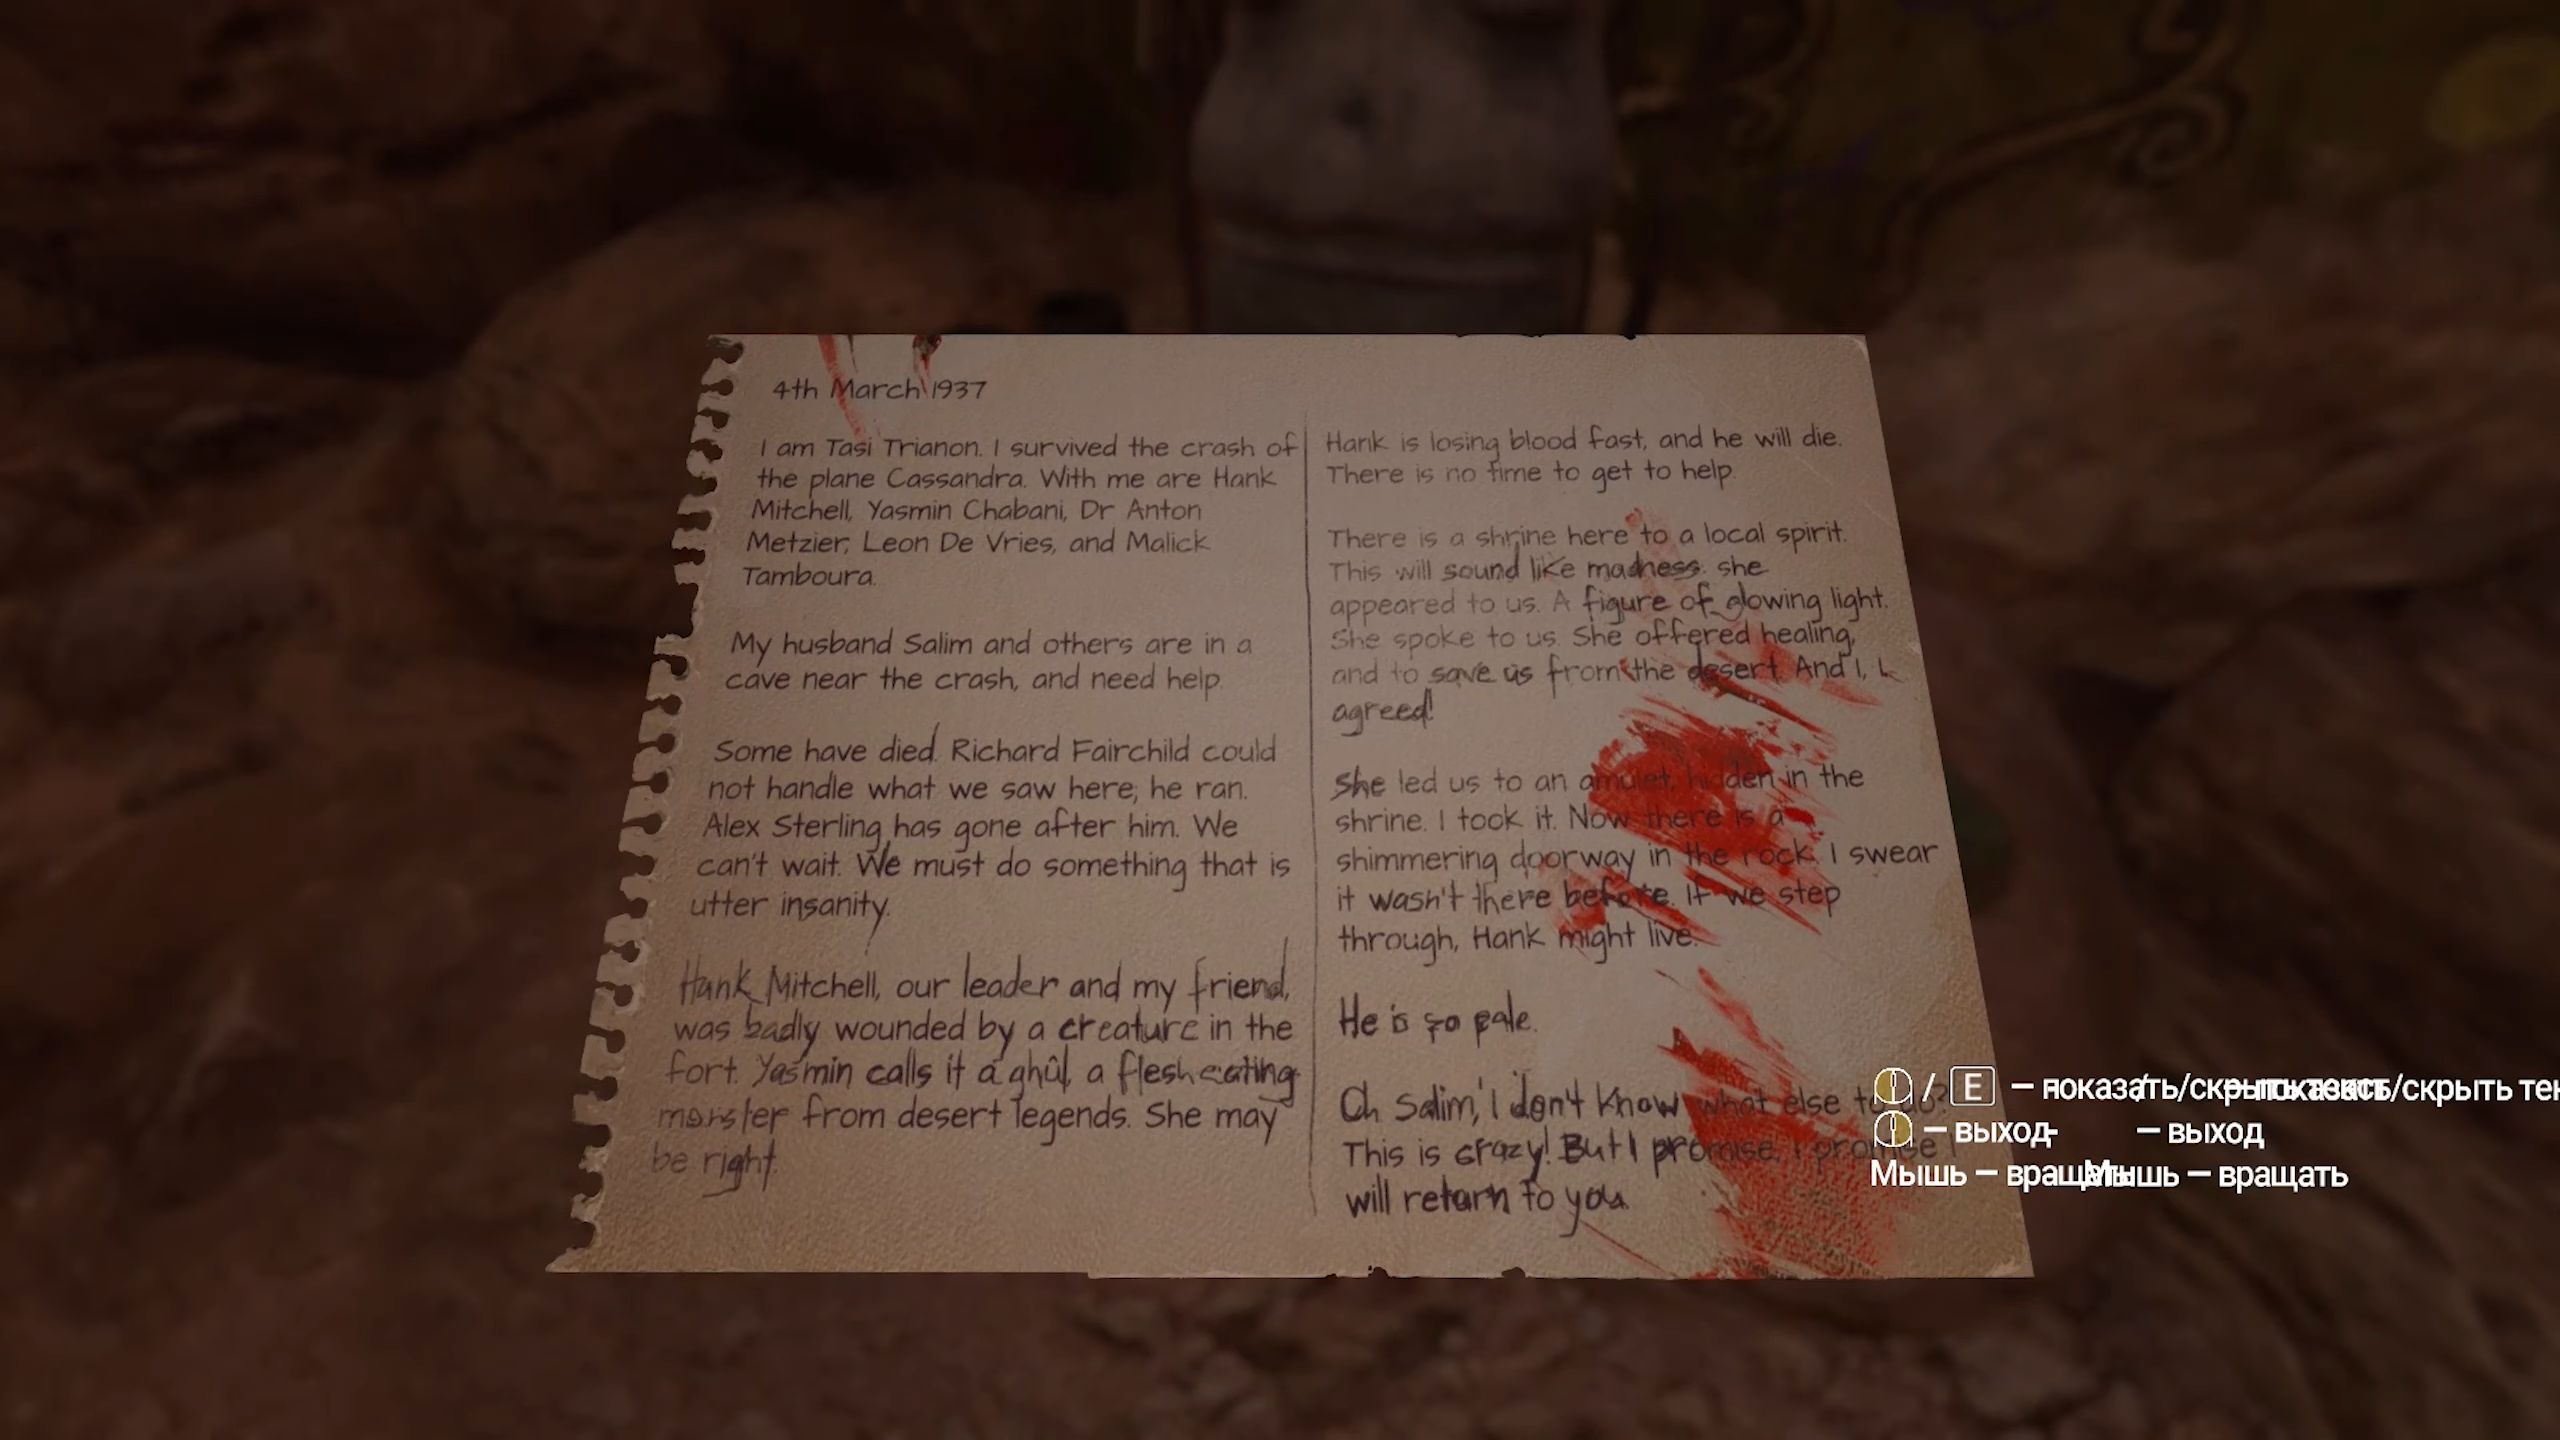 4th March 1937
I am Tasi Trianon. I survived the crash of
the plane Cassandra. With me are Hank
Mitchell, Yasmin Chabani, Dr Anton
Metzier, Leon De Vries, and Malick
Tamboura.
My husband Salim and others are in a
cave near the crash, and need help.
Some have died. Richard Fairchild could
not handle what we saw here; he ran.
Alex Sterling has gone after him. We
can't wait. We must do something that is
utter insanity.
Hank Mitchell, our leader and my friend,
was badly wounded by a creature in the
fort. Yasmin calls it a ghûl, a flesh eating
monster from desert legends. She may
be right.
Hank is losing blood fast, and he will die.
There is no time to get to help.
There is a shrine here to a local spirit.
This will sound like madness. she
appeared to us. A figure of glowing light.
She spoke to us. She offered healing,
and to save us from the desert. And I, I
agreed!
She led us to an amulet, hidden in the
shrine. I took it. Now there is a
shimmering doorway in the rock. I swear
it wasn't there before. If we step
through, Hank might live.
He is so pale.
Oh Salim, I don't know what else to do?
This is crazy! But I promise, I promise I
will return to you.
/ E — показать/скрыть текст
— выход
— выход
Мышь — вращать
Мышь — вращать